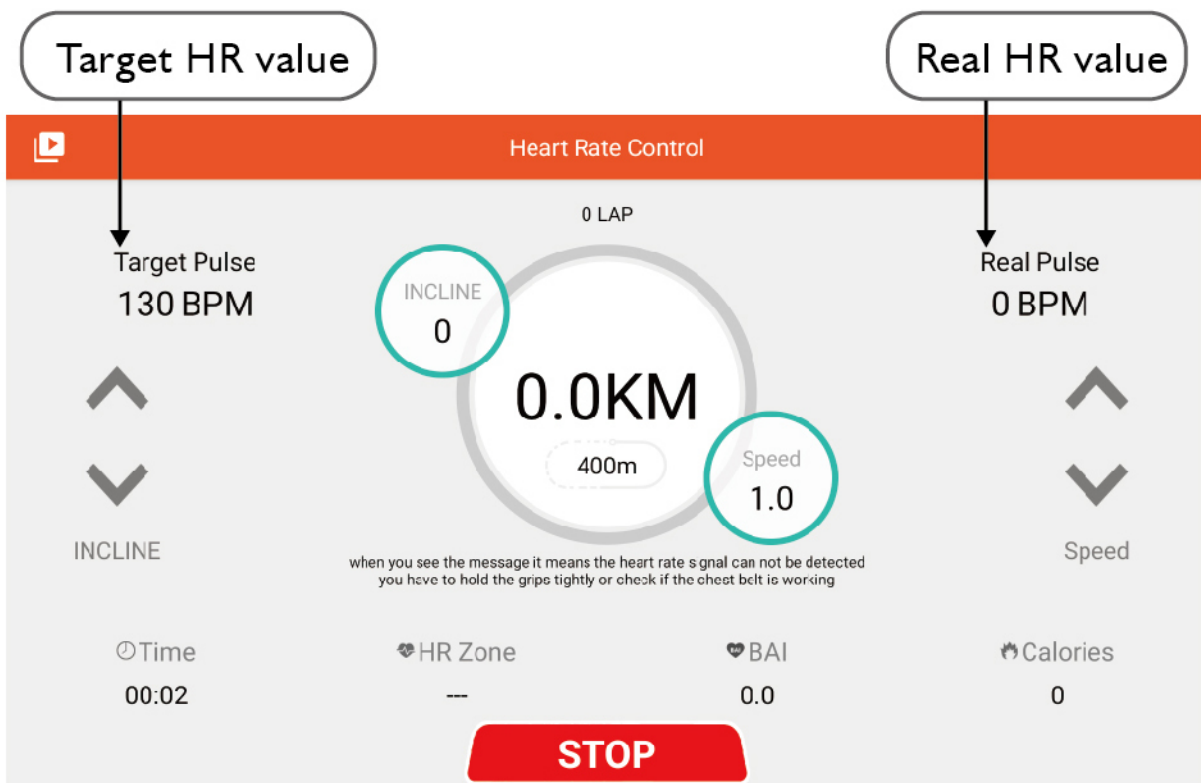 Target HR value
Real HR value
Heart Rate Control
0 LAP
Target Pulse
130 BPM
INCLINE
0
Real Pulse
0 BPM
0.0KM
400m
Speed
1.0
INCLINE
Speed
when you see the message it means the heart rate signal can not be detected
you have to hold the grips tightly or check if the chest belt is working
Time
HR Zone
BAI
Calories
00:02
---
0.0
0
STOP